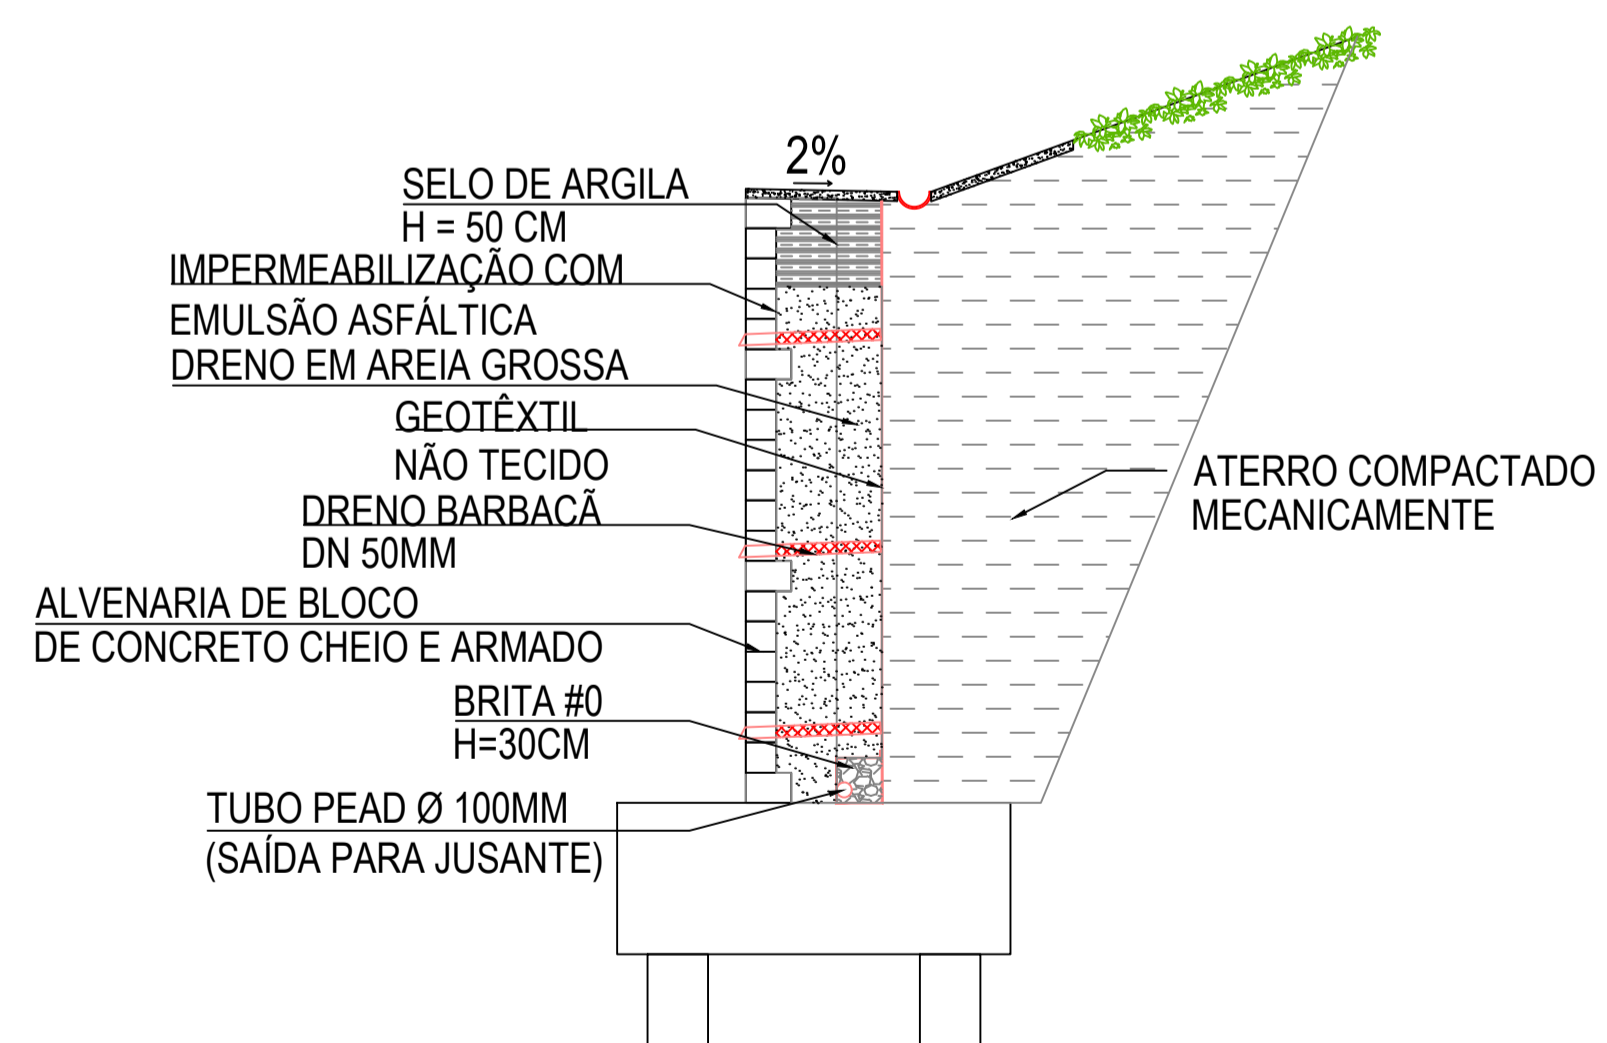 2%
SELO DE ARGILA
H = 50 CM
IMPERMEABILIZAÇÃO COM
EMULSÃO ASFÁLTICA
DRENO EM AREIA GROSSA
GEOTÊXTIL
NÃO TECIDO
DRENO BARBACÃ
DN 50MM
ALVENARIA DE BLOCO
DE CONCRETO CHEIO E ARMADO
BRITA #0
H=30CM
TUBO PEAD Ø 100MM
(SAÍDA PARA JUSANTE)
ATERRO COMPACTADO
MECANICAMENTE